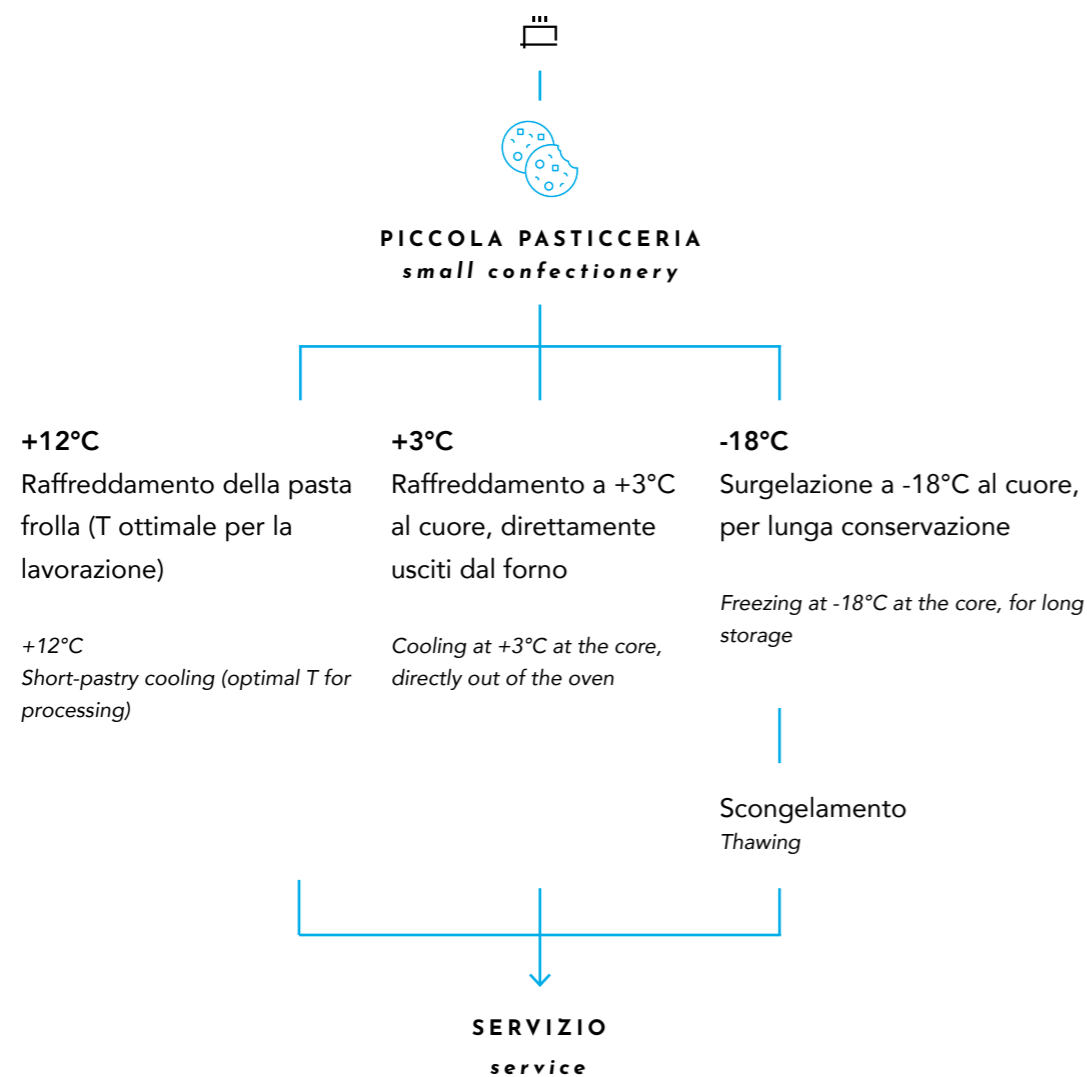 PICCOLA PASTICCERIA
small confectionery
+12°C
Raffreddamento della pasta
frolla (T ottimale per la
lavorazione)
+12°C
Short-pastry cooling (optimal T for
processing)
+3°C
Raffreddamento a +3°C
al cuore, direttamente
usciti dal forno
Cooling at +3°C at the core,
directly out of the oven
-18°C
Surgelazione a -18°C al cuore,
per lunga conservazione
Freezing at -18°C at the core, for long
storage
Scongelamento
Thawing
SERVIZIO
service